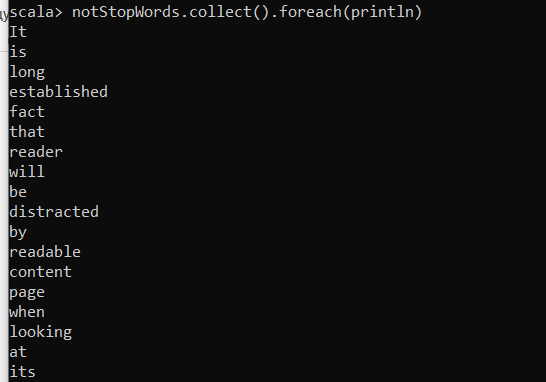 scala> notStopWords.collect().foreach(println)
It
is
long
established
fact
that
reader
will
be
distracted
by
readable
content
page
when
looking
at
its